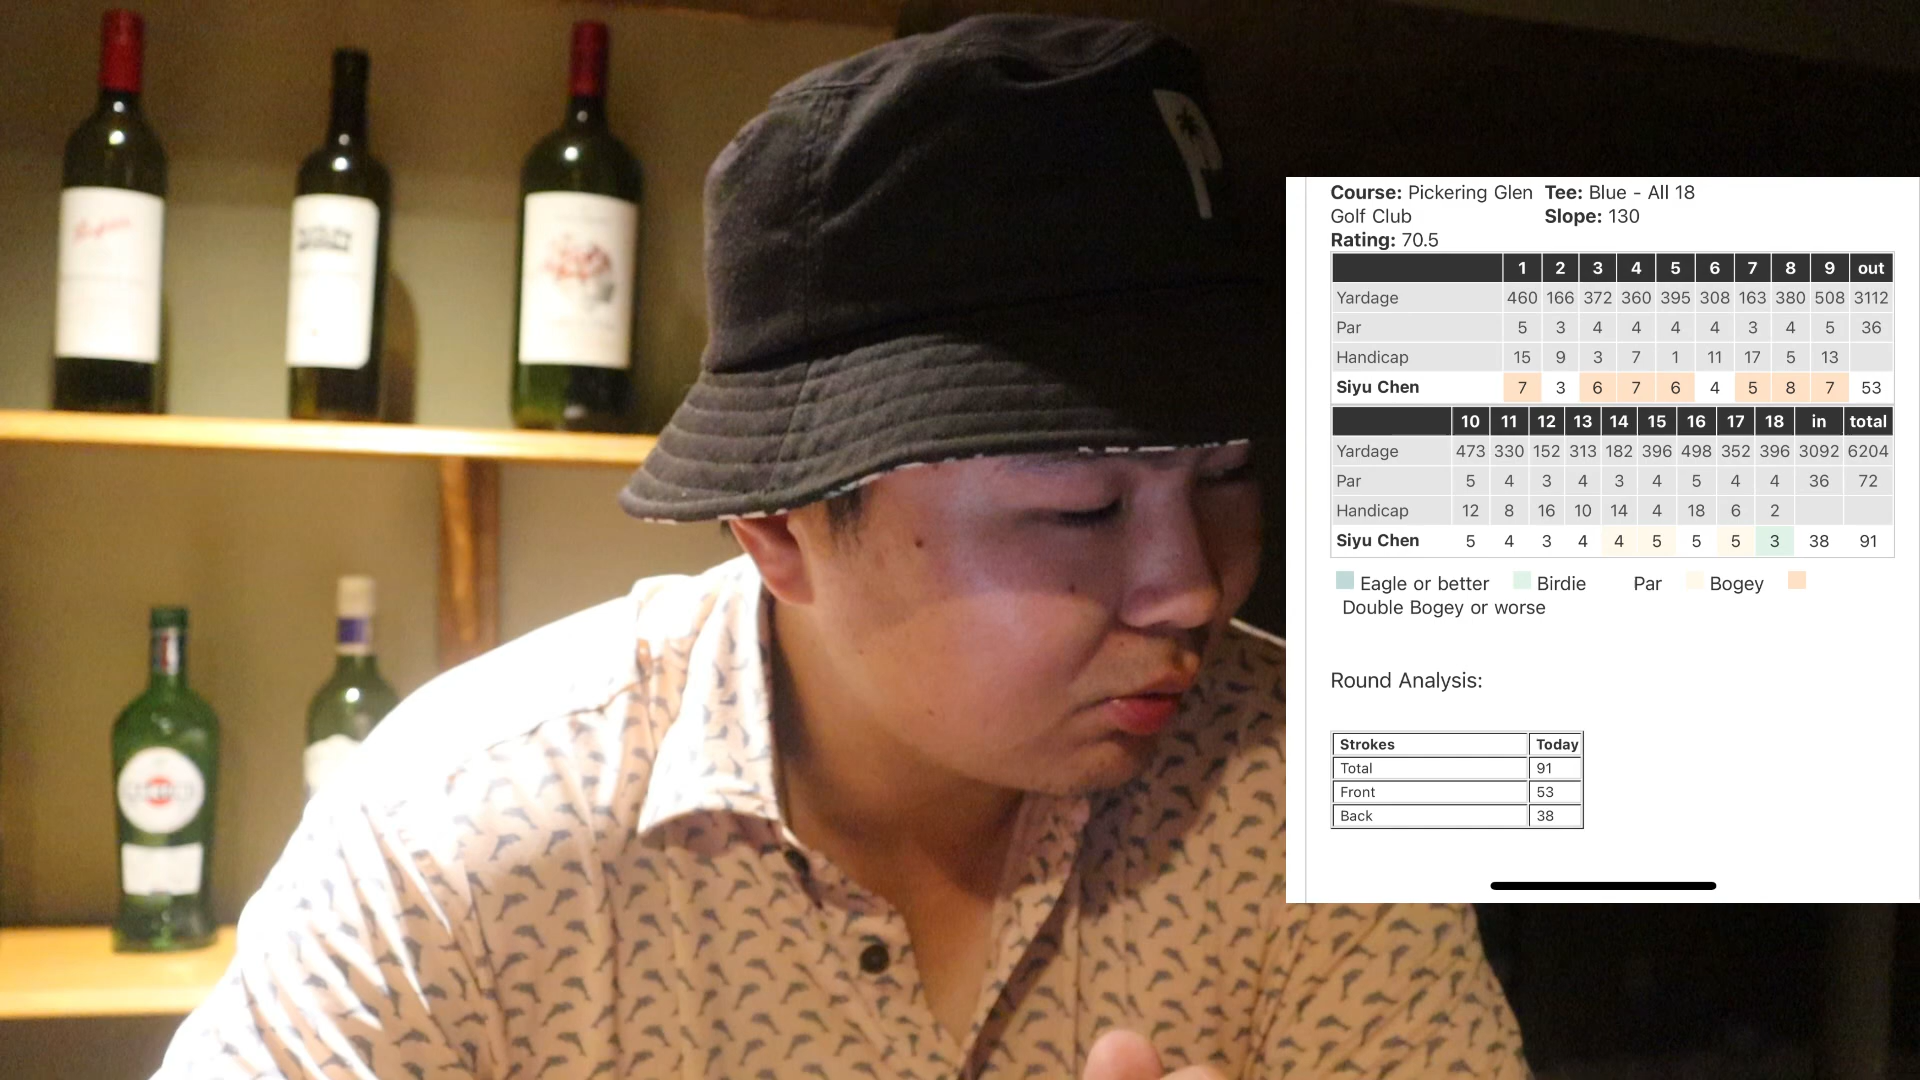 Course: Pickering Glen Tee: Blue - All 18
Golf Club Slope: 130
Rating: 70.5
1 2 3 4 5 6 7 8 9 out
Yardage 460 166 372 360 395 308 163 380 508 3112
Par 5 3 4 4 4 4 3 4 5 36
Handicap 15 9 3 7 1 11 17 5 13
Siyu Chen 7 3 6 7 6 4 5 8 7 53
10 11 12 13 14 15 16 17 18 in total
Yardage 473 330 152 313 182 396 498 352 396 3092 6204
Par 5 4 3 4 3 4 5 4 4 36 72
Handicap 12 8 16 10 14 4 18 6 2
Siyu Chen 5 4 3 4 4 5 5 5 3 38 91
Eagle or better Birdie Par Bogey
Double Bogey or worse
Round Analysis:
Strokes Today
Total 91
Front 53
Back 38